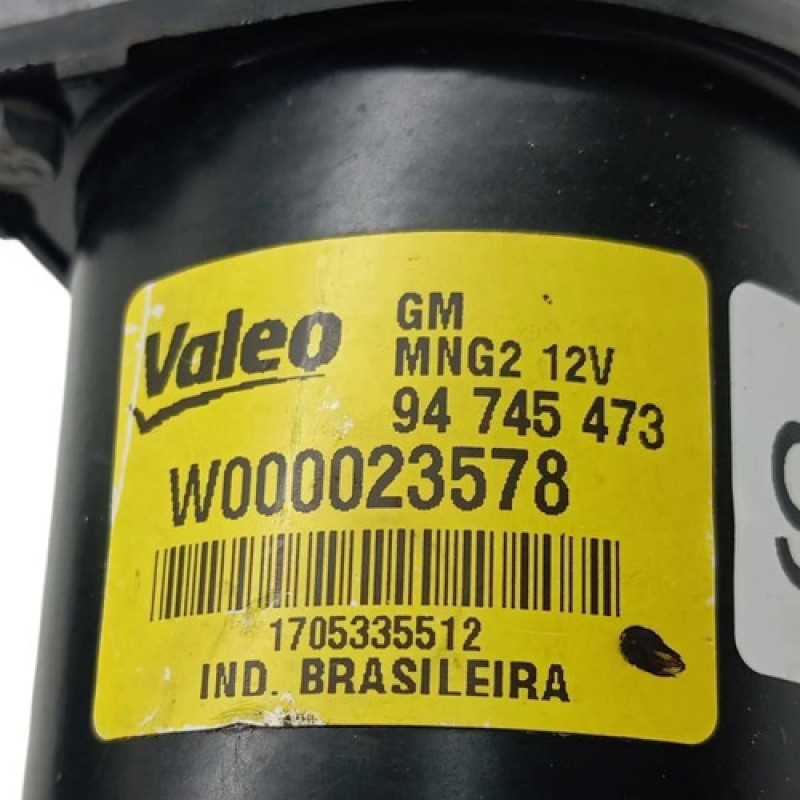 Valeo
GM
MNG2 12V
94 745 473
W000023578
1705335512
IND. BRASILEIRA